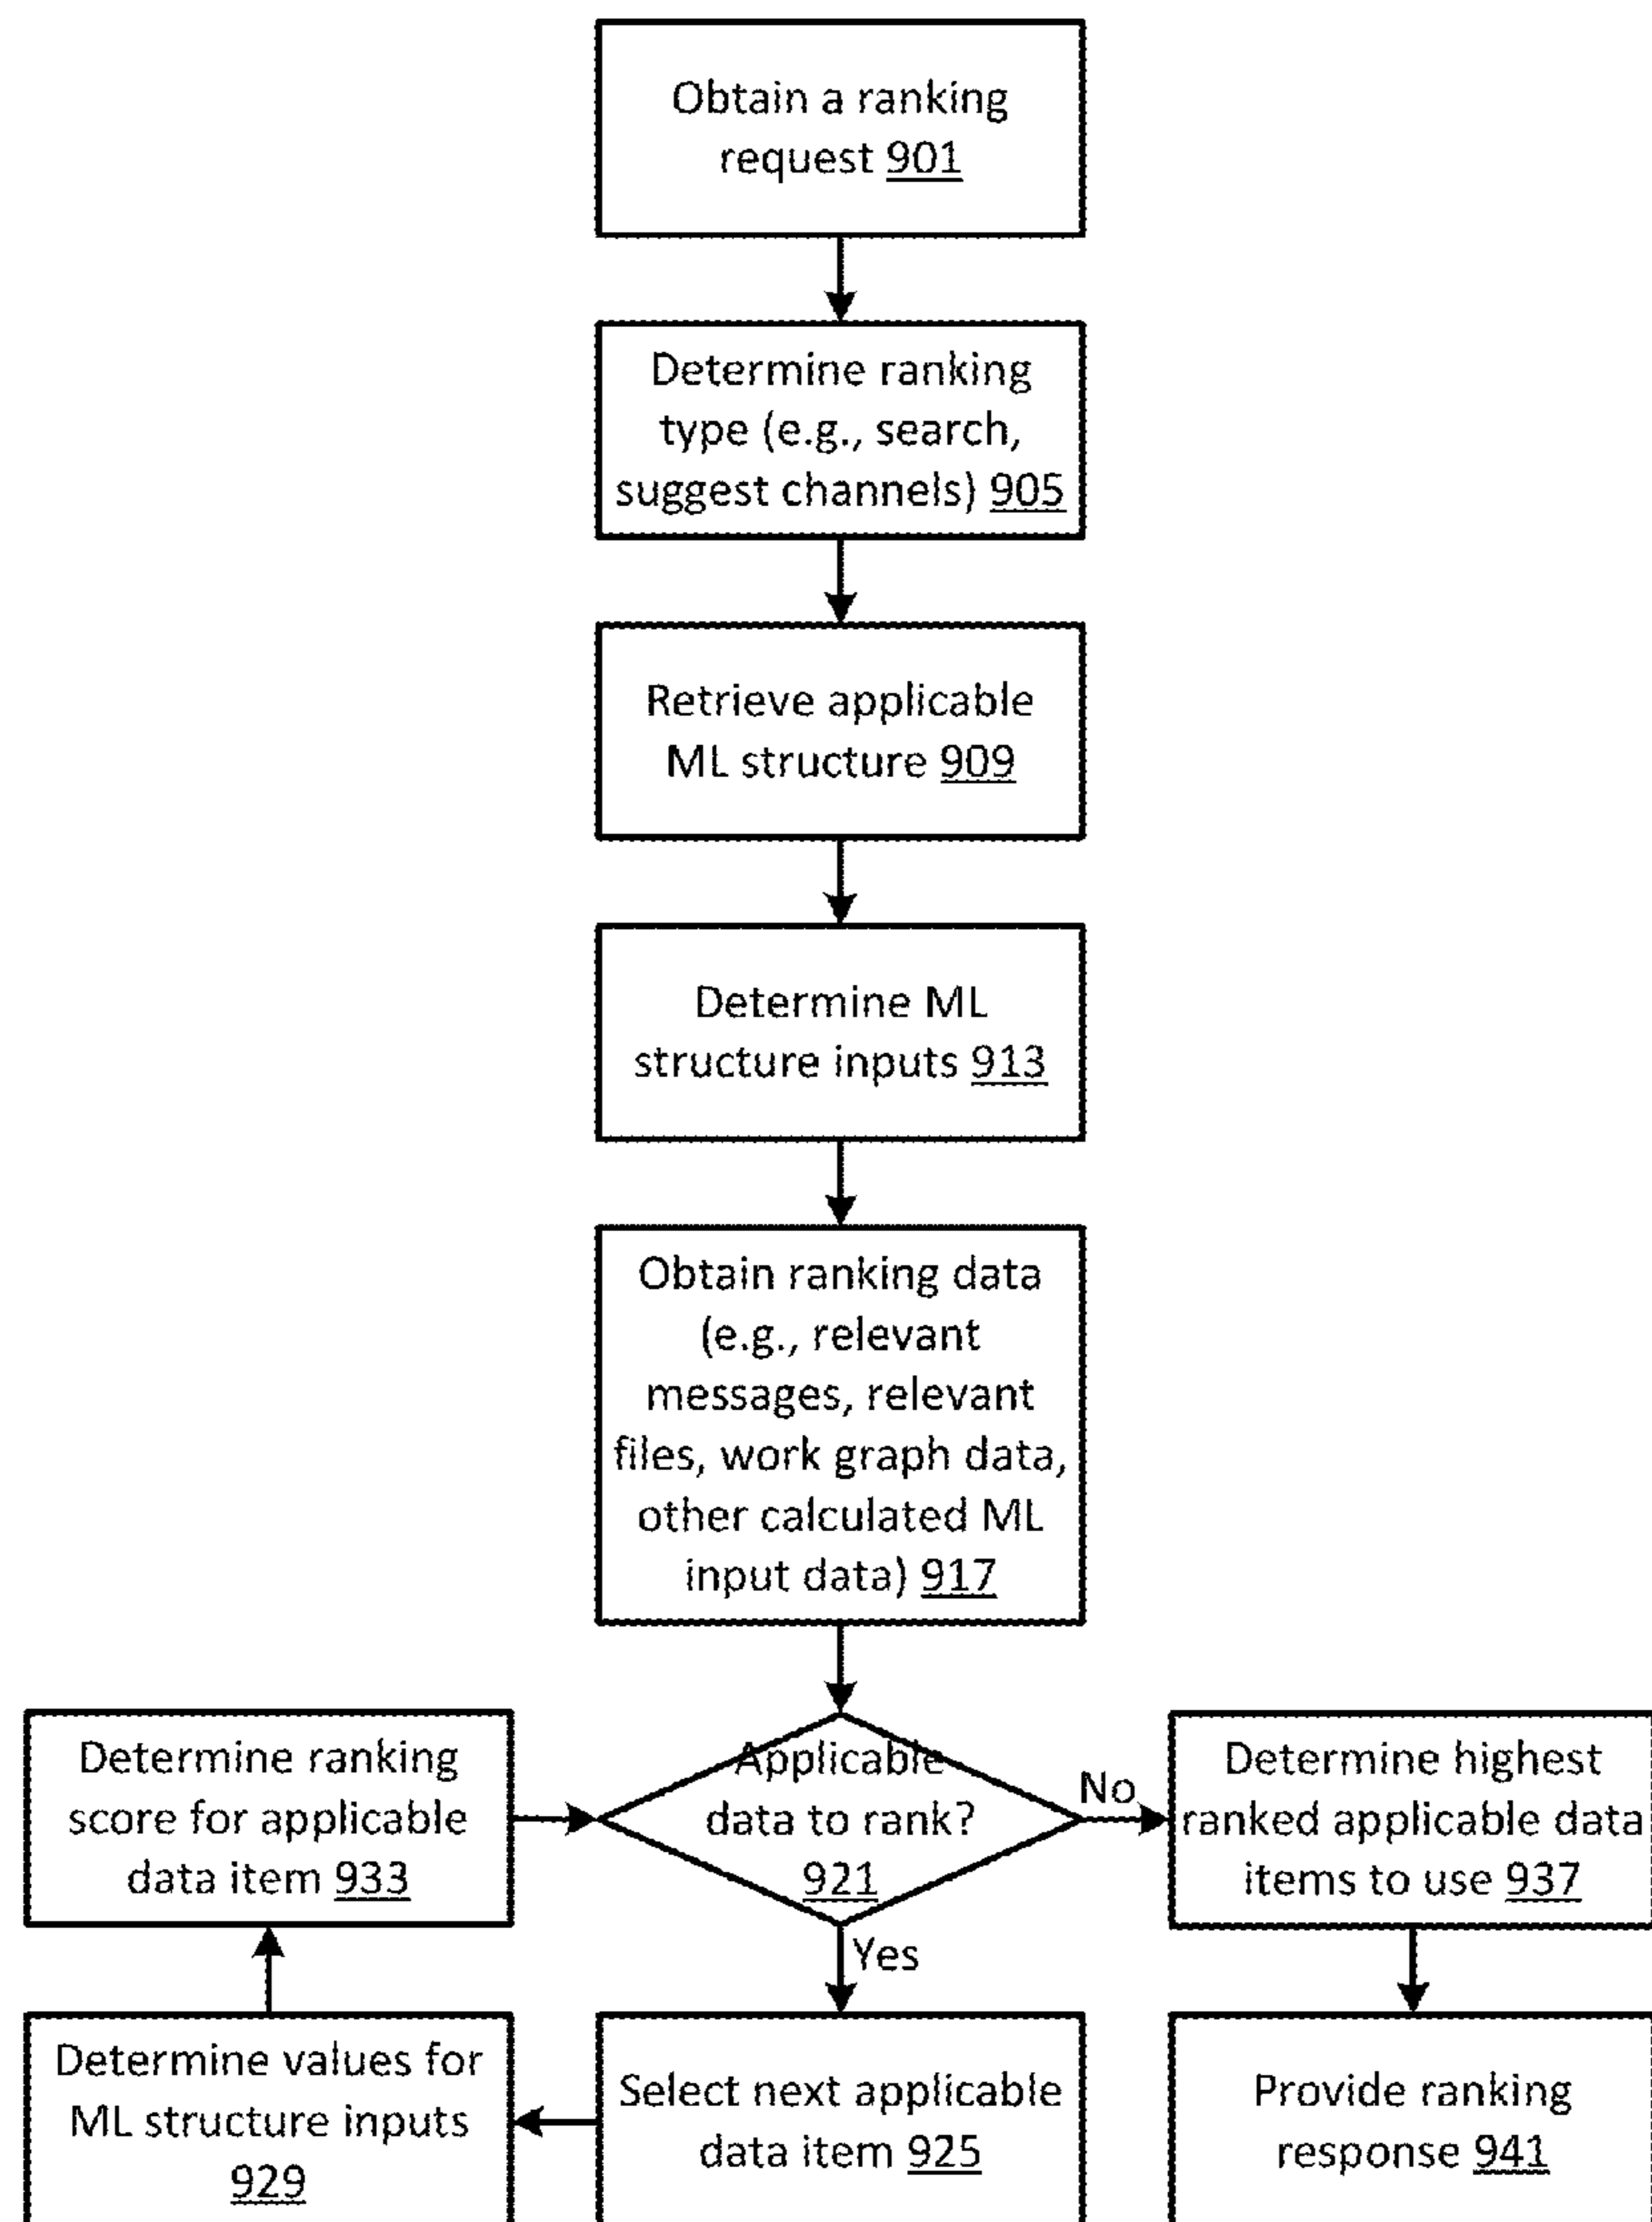 Obtain a ranking
request 901
Determine ranking
type (e.g., search,
suggest channels) 905
Retrieve applicable
ML structure 909
Determine ML
structure inputs 913
Obtain ranking data
(e.g., relevant
messages, relevant
files, work graph data,
other calculated ML
input data) 917
Applicable
data to rank?
921
No
Yes
Determine ranking
score for applicable
data item 933
Determine highest
ranked applicable data
items to use 937
Determine values for
ML structure inputs
929
Select next applicable
data item 925
Provide ranking
response 941